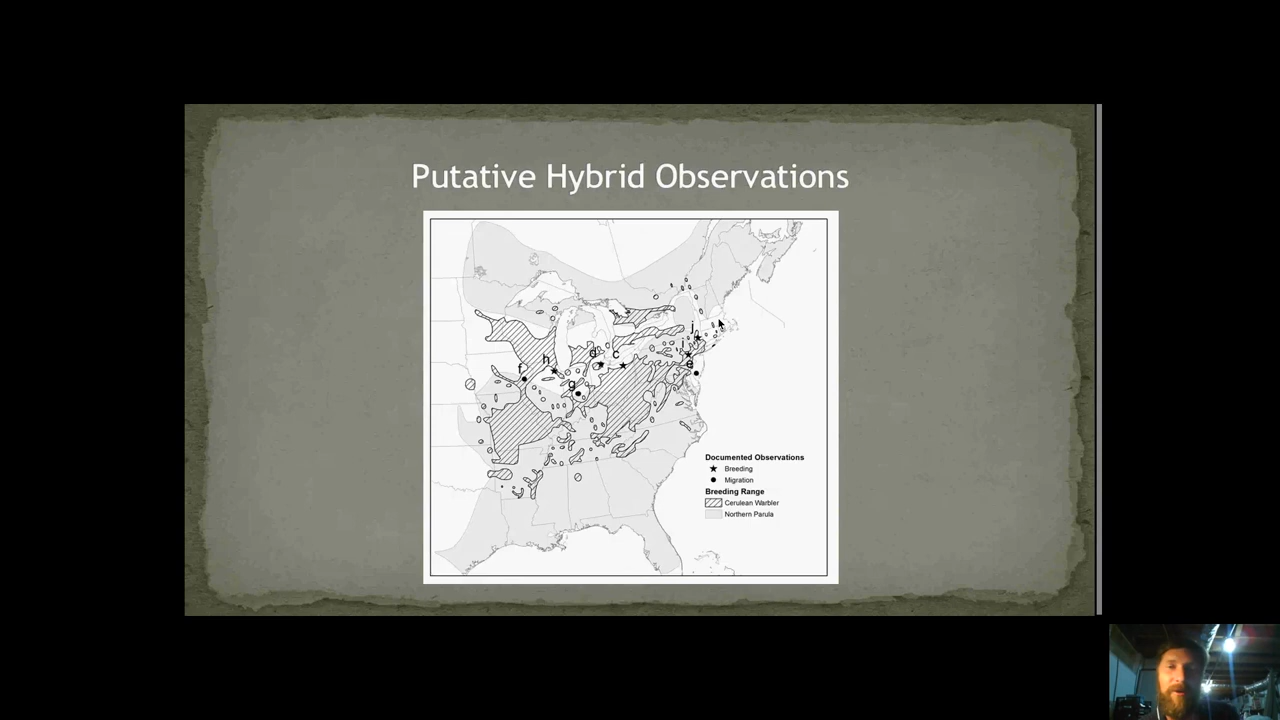 Putative Hybrid Observations
j
i
h
d
c
e
f
g
Documented Observations
Breeding
Migration
Breeding Range
Cerulean Warbler
Northern Parula